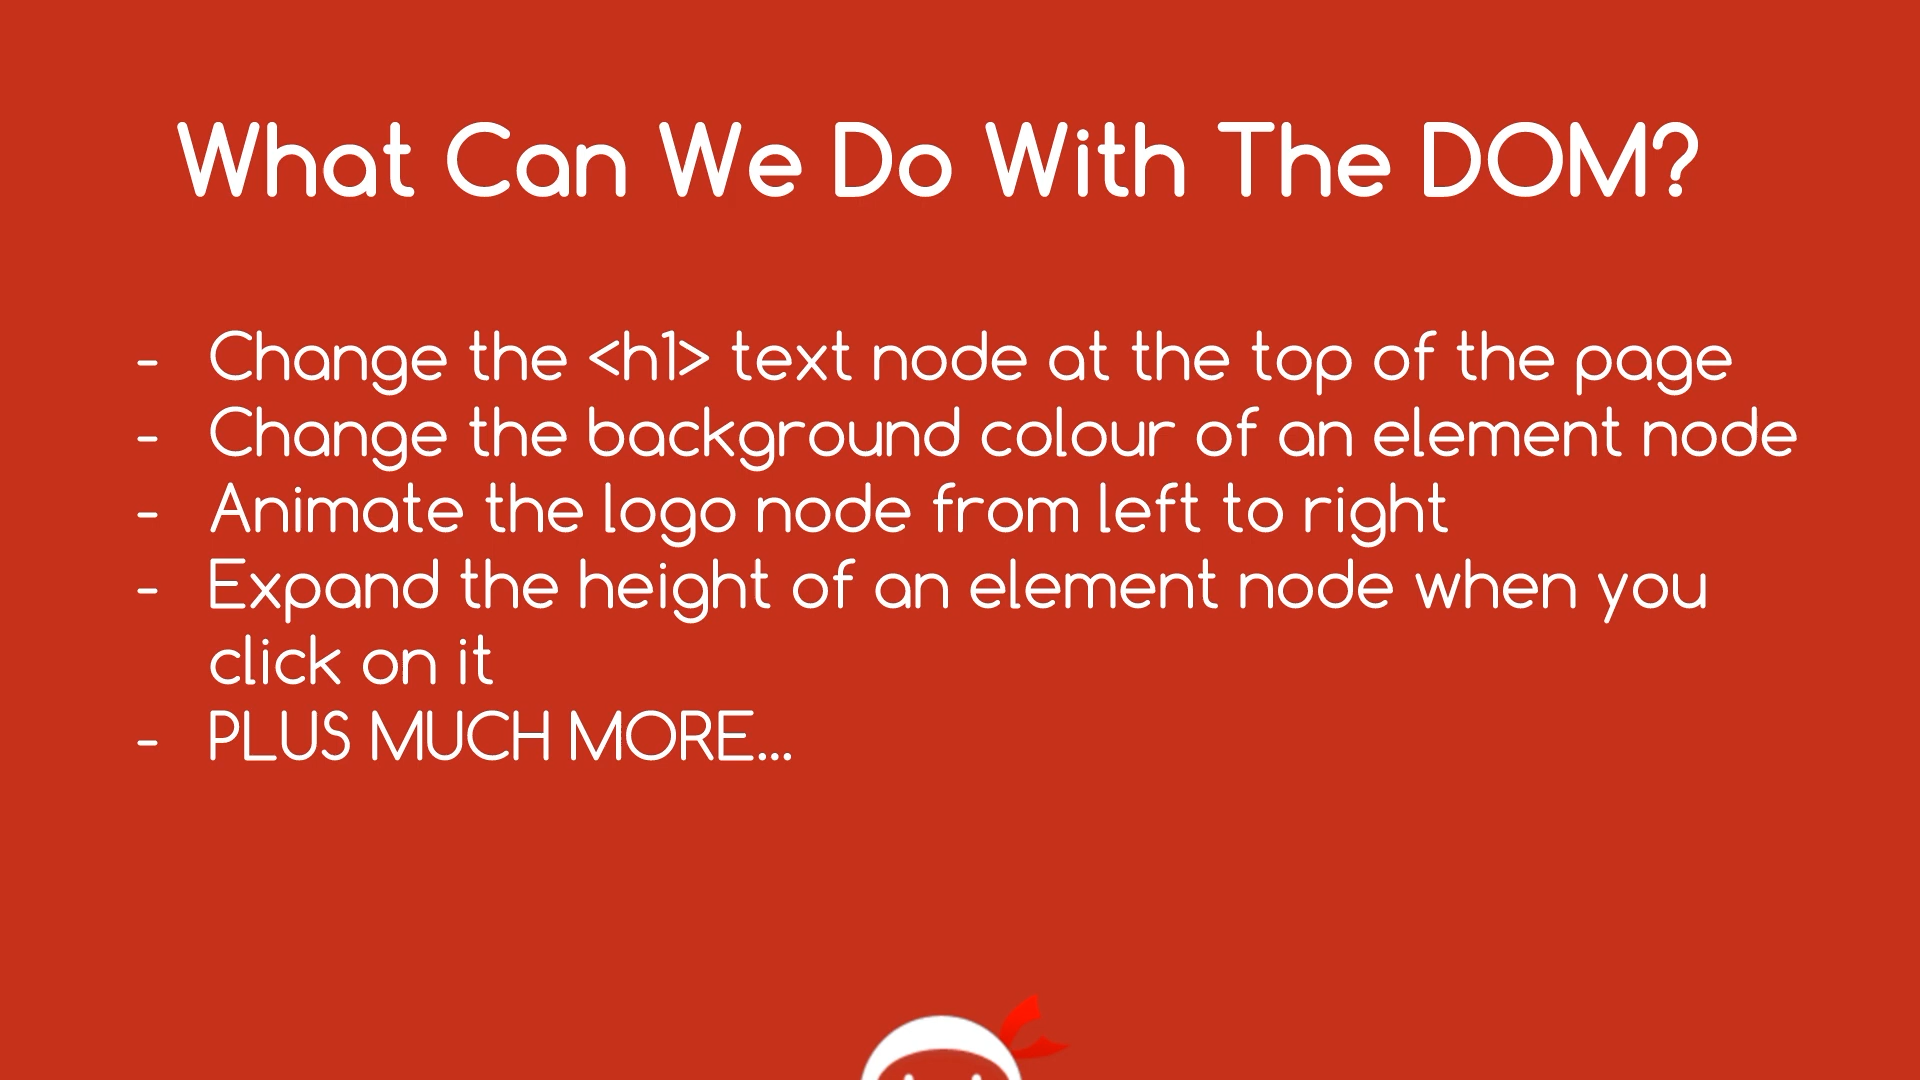 What Can We Do With The DOM?
- Change the <h1> text node at the top of the page
- Change the background colour of an element node
- Animate the logo node from left to right
- Expand the height of an element node when you
click on it
- PLUS MUCH MORE...